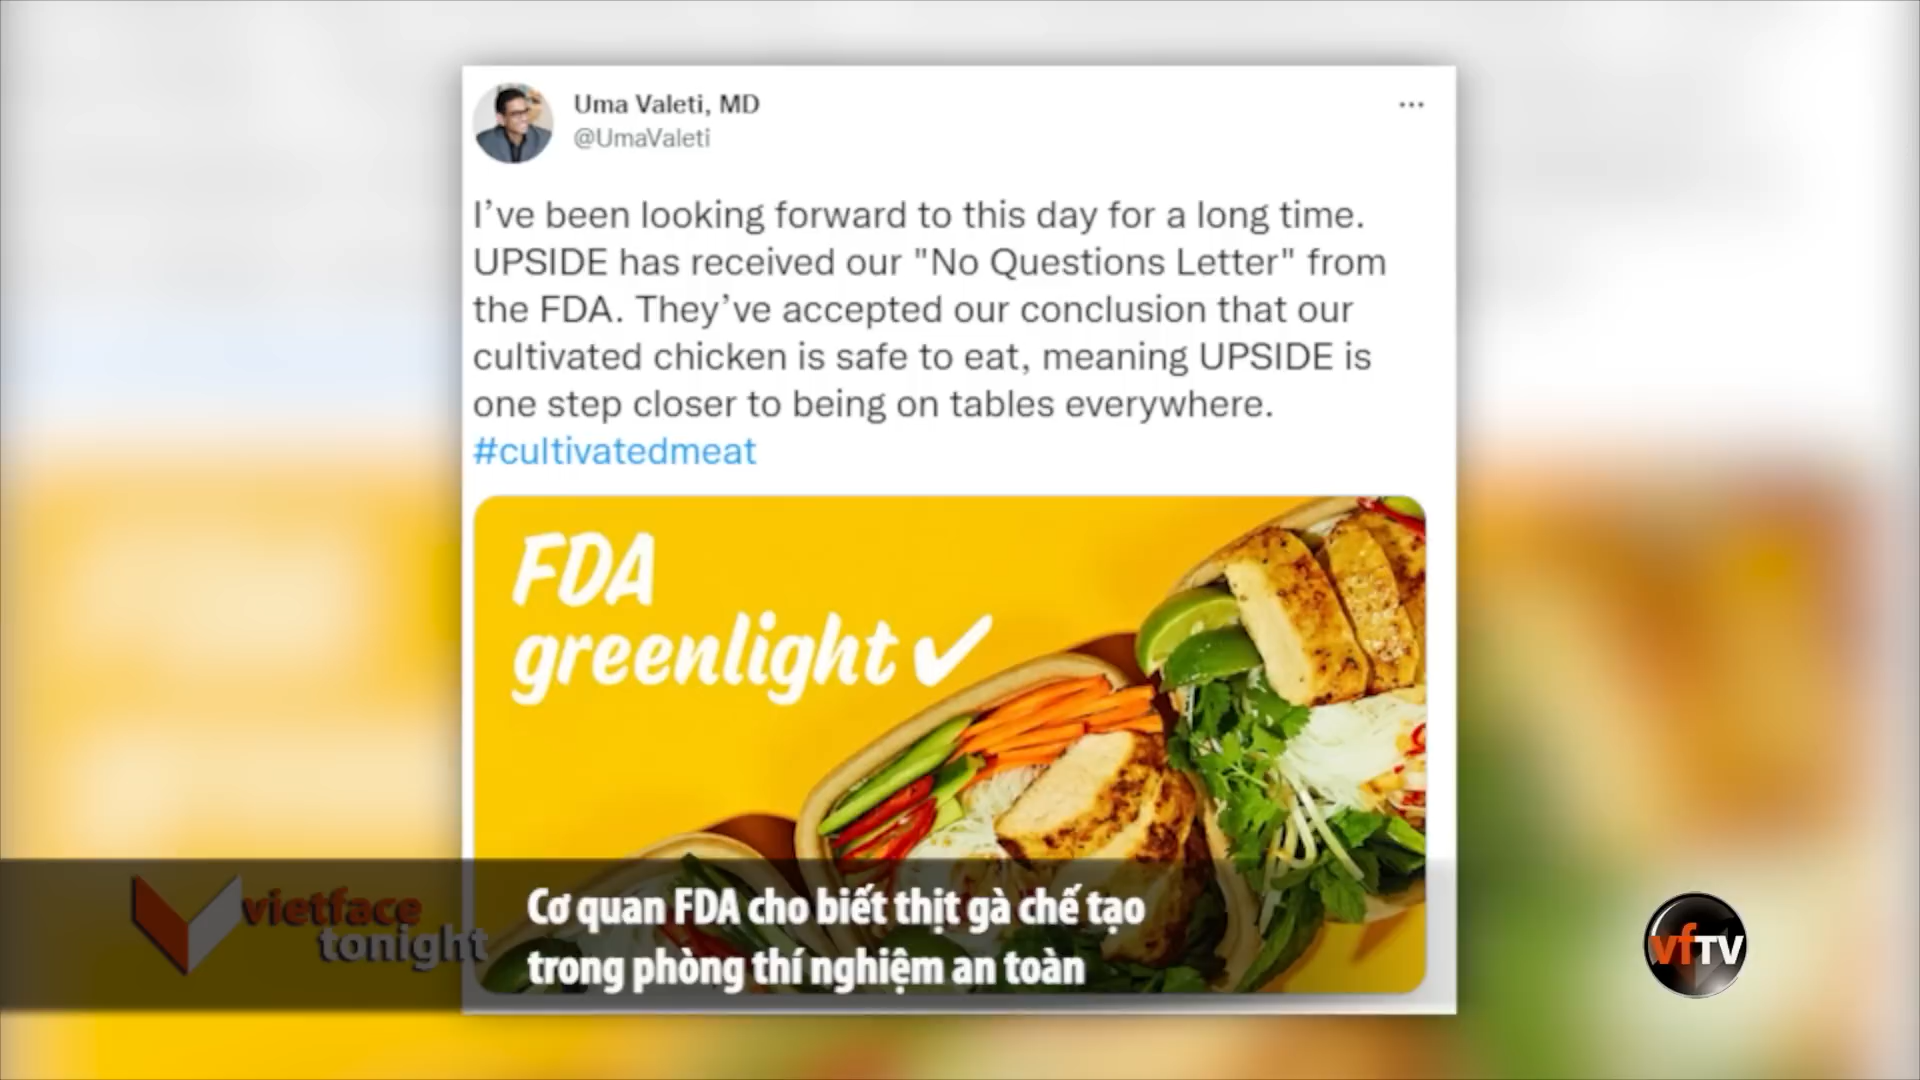 Uma Valeti, MD
@UmaValeti
I've been looking forward to this day for a long time.
UPSIDE has received our "No Questions Letter" from
the FDA. They've accepted our conclusion that our
cultivated chicken is safe to eat, meaning UPSIDE is
one step closer to being on tables everywhere.
#cultivatedmeat
FDA
greenlight ✓
vietface
tonight
Cơ quan FDA cho biết thịt gà chế tạo
trong phòng thí nghiệm an toàn
vfTV